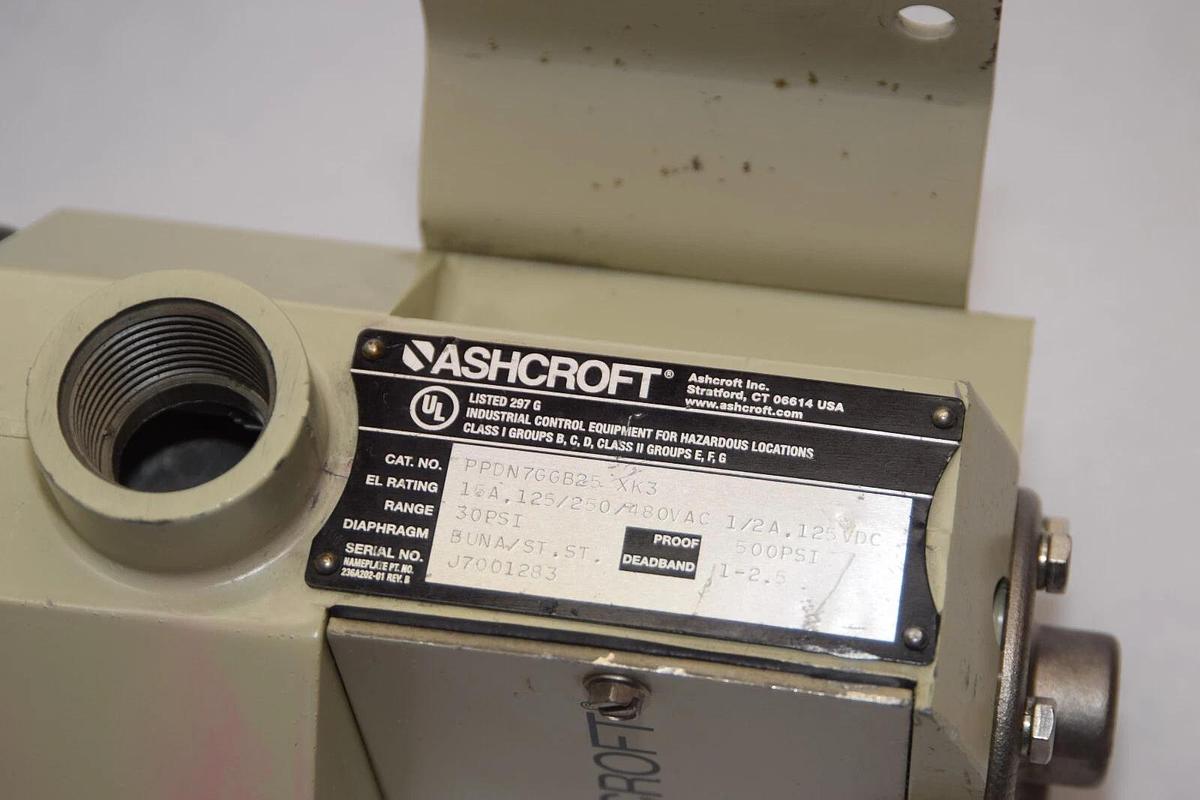 ASHCROFT®
Ashcroft Inc.
Stratford, CT 06614 USA
www.ashcroft.com
UL
LISTED 297 G
INDUSTRIAL CONTROL EQUIPMENT FOR HAZARDOUS LOCATIONS
CLASS I GROUPS B, C, D, CLASS II GROUPS E, F, G
CAT. NO. PPDN7GGB25 XK3
EL RATING 15A, 125/250/480VAC 1/2A, 125VDC
RANGE 30PSI PROOF 500PSI
DIAPHRAGM BUNA/ST.ST. DEADBAND 1-2.5
SERIAL NO. J7001283
NAMEPLATE PT. NO.
236A202-01 REV. B
CROFT